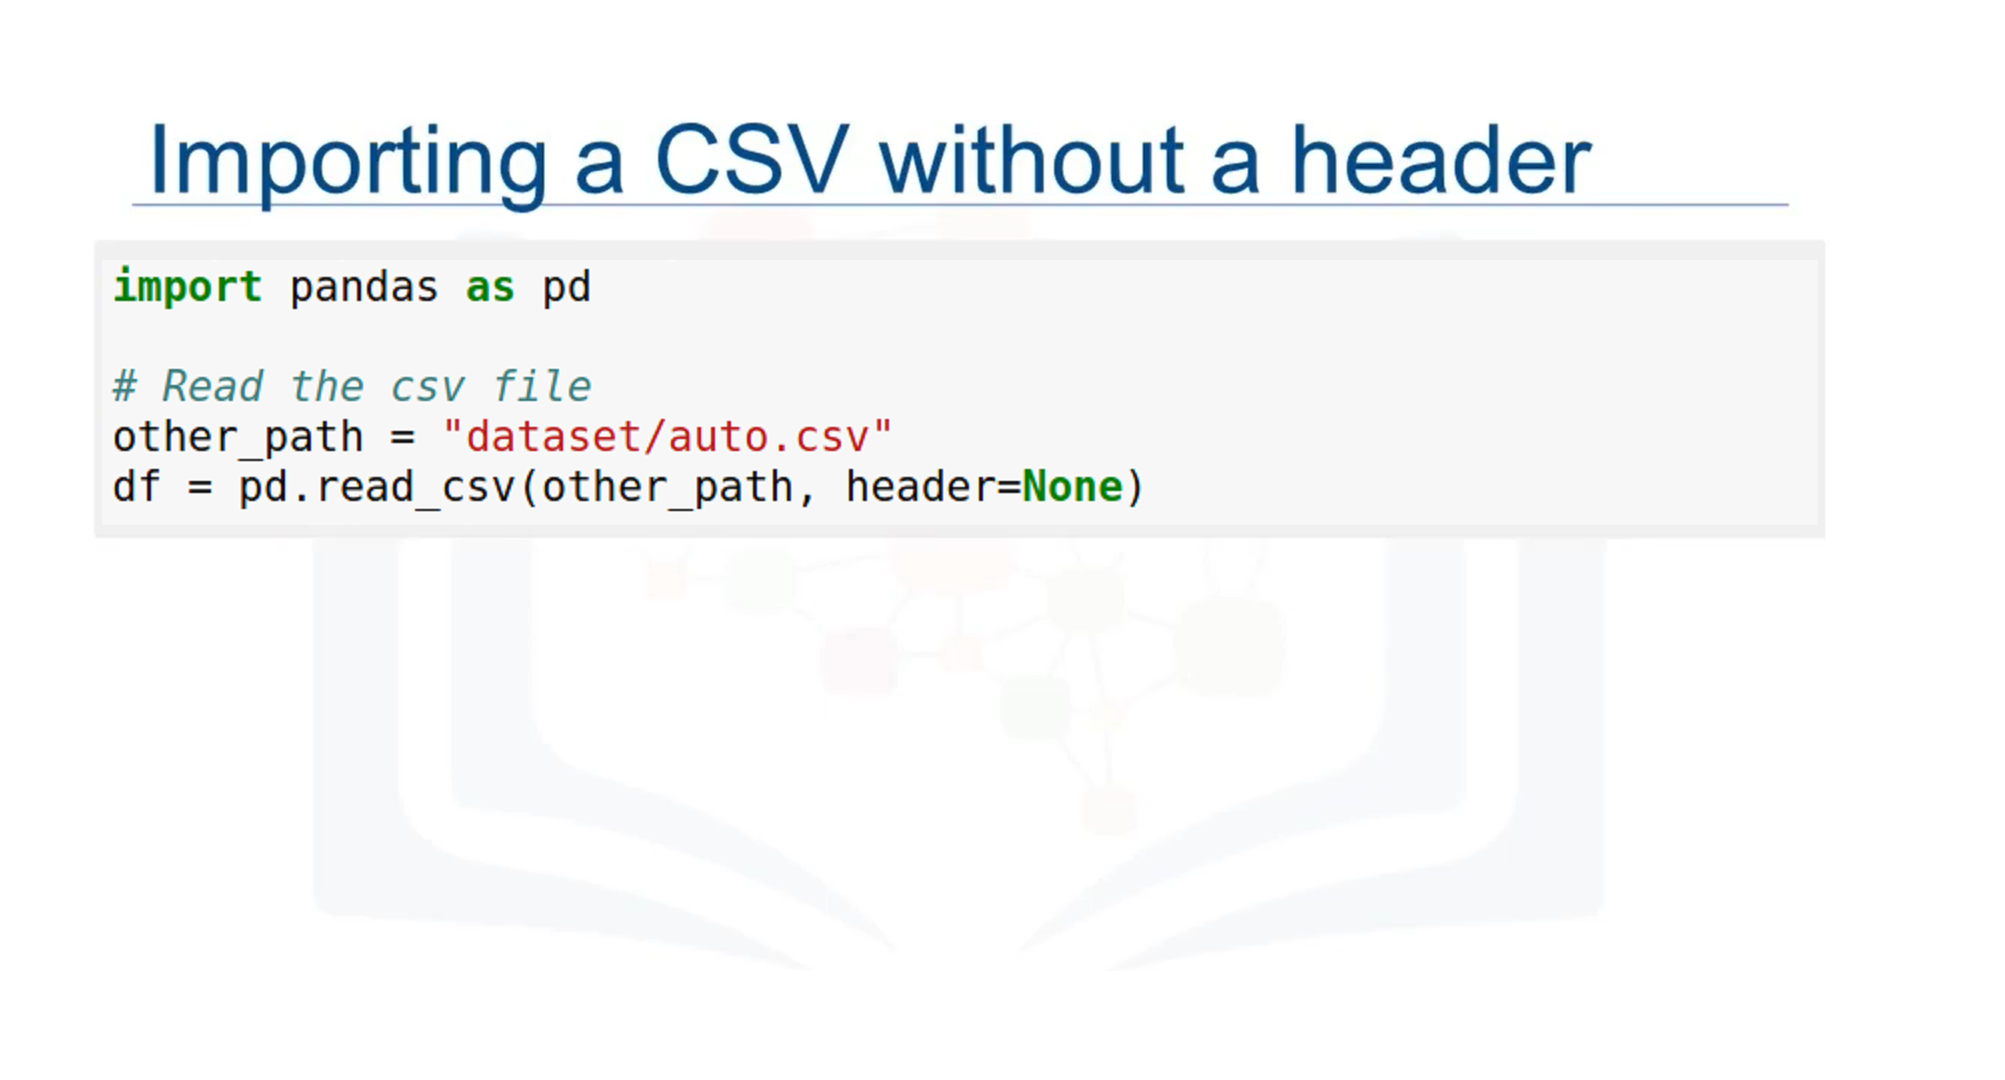 Importing a CSV without a header
import pandas as pd
# Read the csv file
other_path = "dataset/auto.csv"
df = pd.read_csv(other_path, header=None)